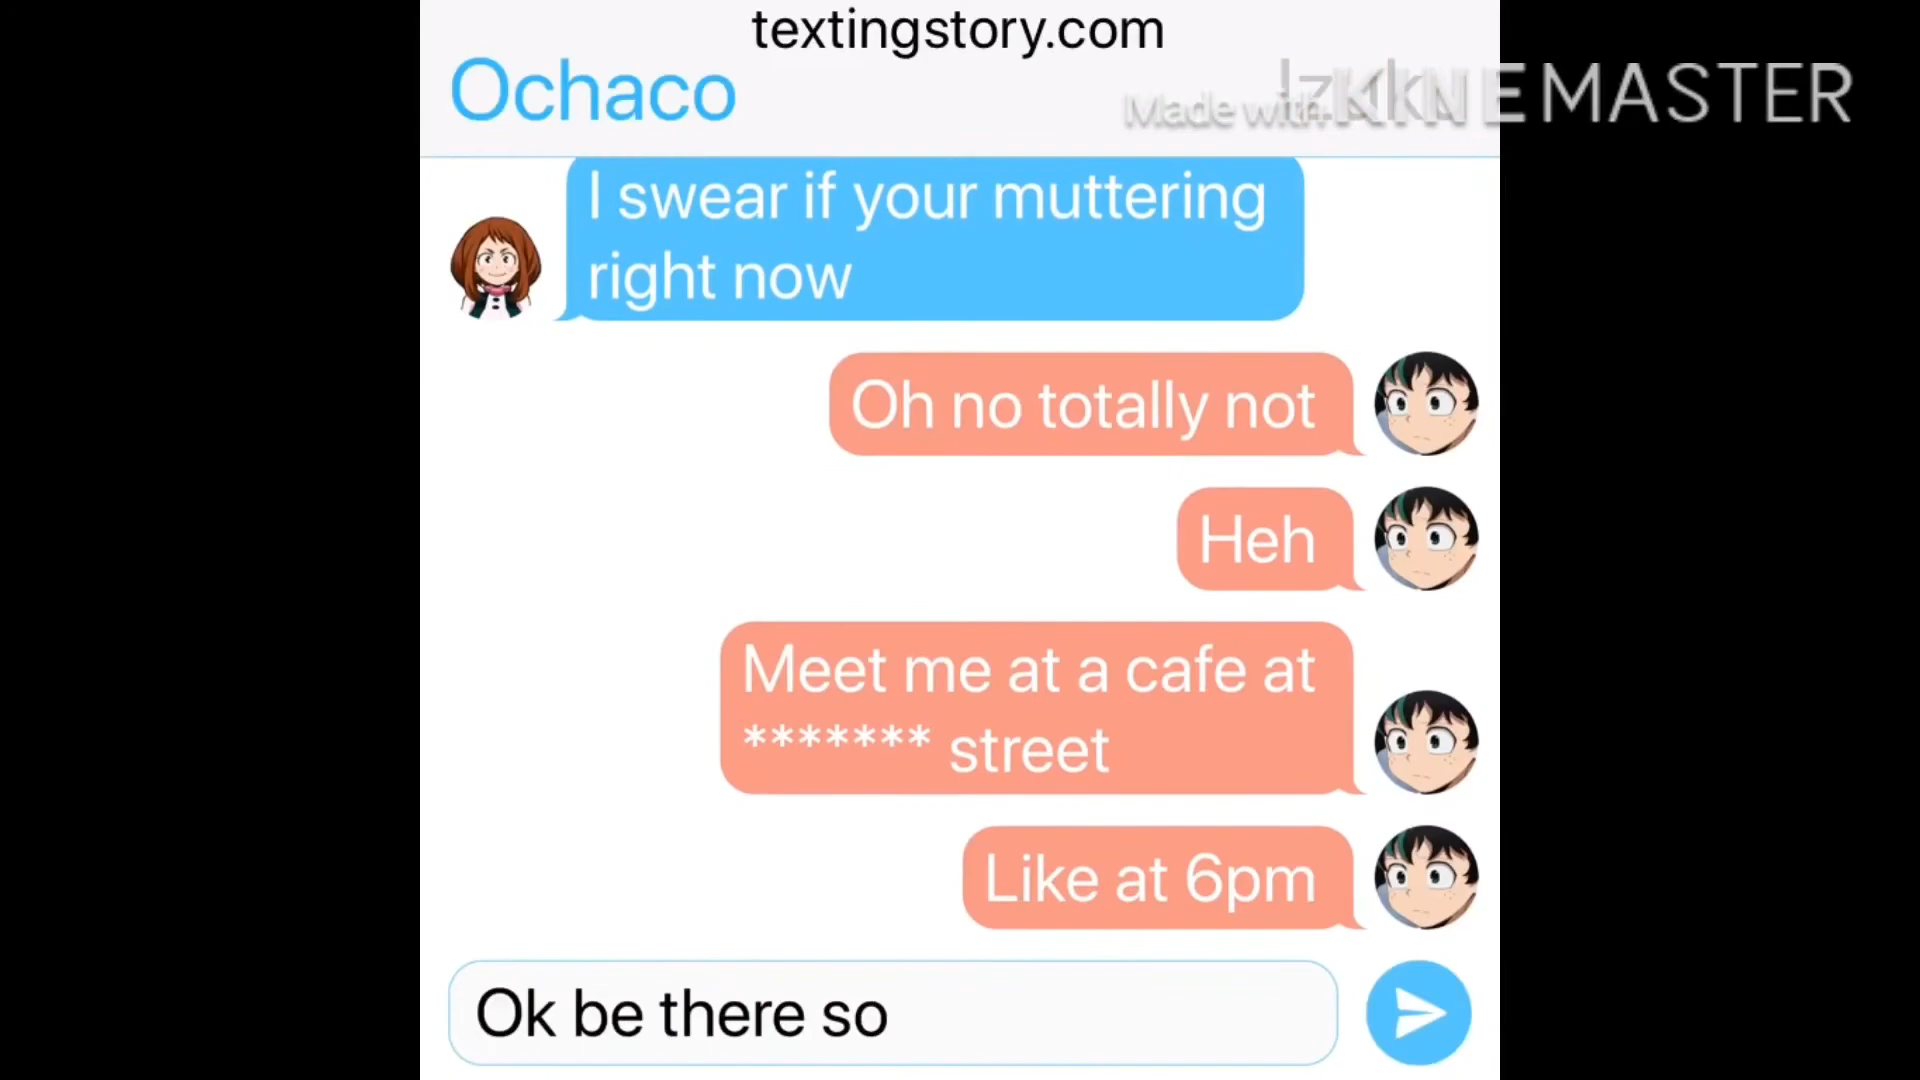 textingstory.com
Ochaco
Made with KINEMASTER
I swear if your muttering
right now
Oh no totally not
Heh
Meet me at a cafe at
******* street
Like at 6pm
Ok be there so